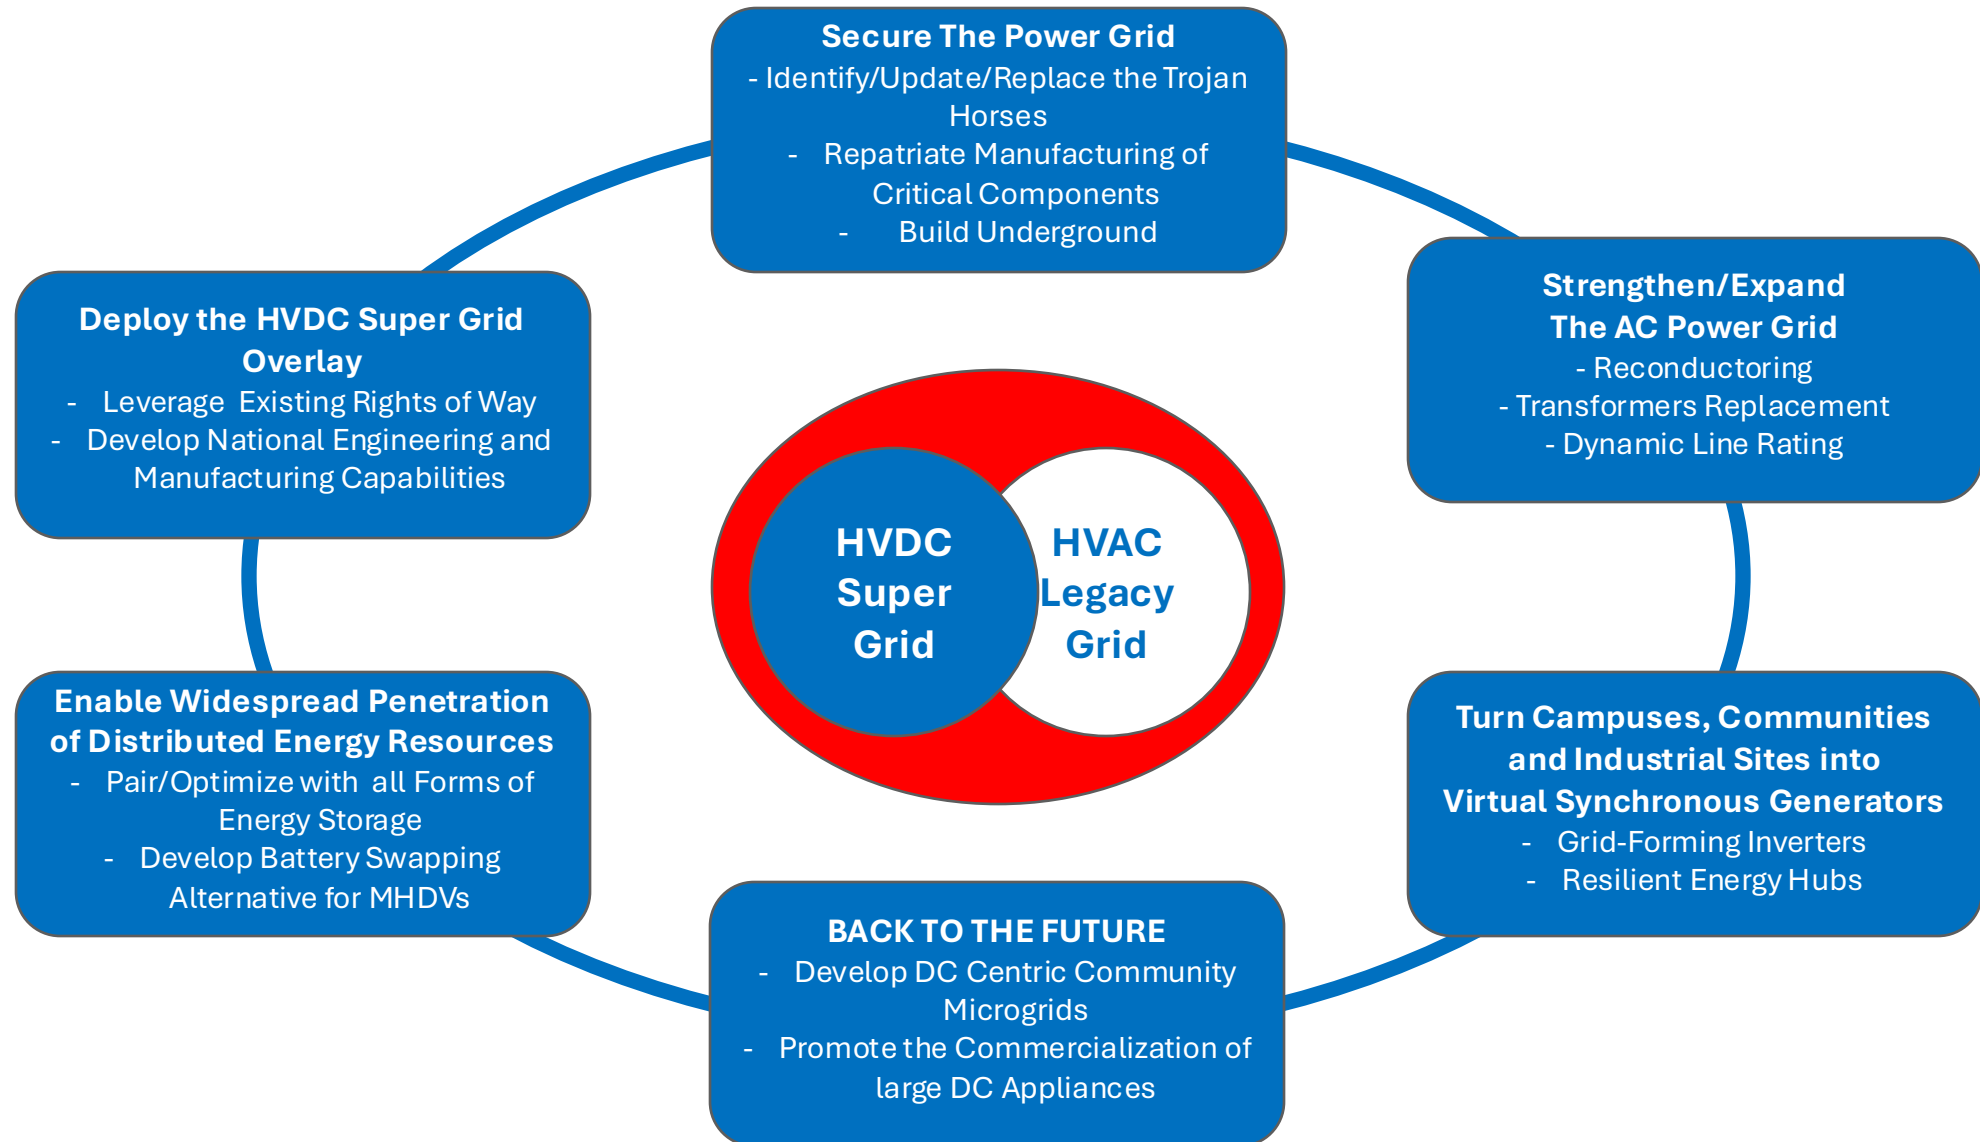 Secure The Power Grid
- Identify/Update/Replace the Trojan
Horses
- Repatriate Manufacturing of
Critical Components
- Build Underground
Strengthen/Expand
The AC Power Grid
- Reconductoring
- Transformers Replacement
- Dynamic Line Rating
Deploy the HVDC Super Grid
Overlay
- Leverage Existing Rights of Way
- Develop National Engineering and
Manufacturing Capabilities
HVDC
Super
Grid
HVAC
Legacy
Grid
Enable Widespread Penetration
of Distributed Energy Resources
- Pair/Optimize with all Forms of
Energy Storage
- Develop Battery Swapping
Alternative for MHDVs
Turn Campuses, Communities
and Industrial Sites into
Virtual Synchronous Generators
- Grid-Forming Inverters
- Resilient Energy Hubs
BACK TO THE FUTURE
- Develop DC Centric Community
Microgrids
- Promote the Commercialization of
large DC Appliances